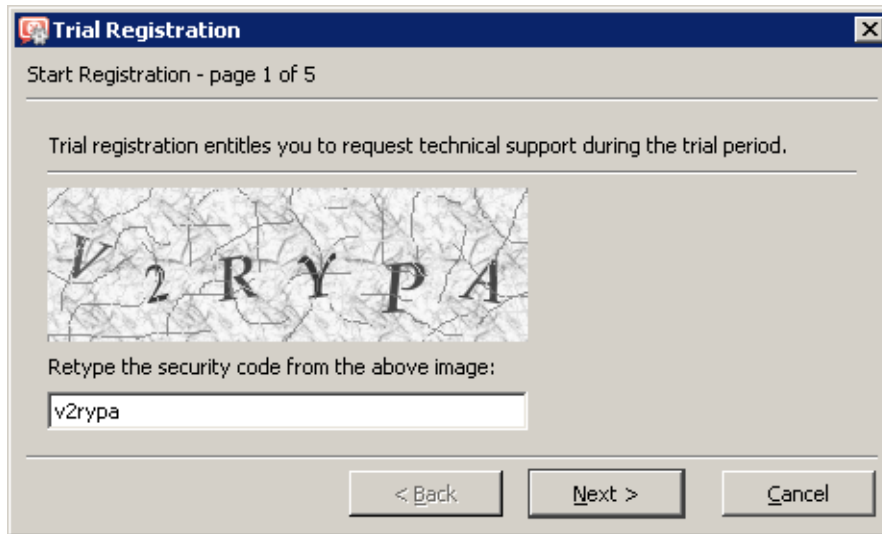 Trial Registration
Start Registration - page 1 of 5
Trial registration entitles you to request technical support during the trial period.
V2RYPA
Retype the security code from the above image:
v2rypa
< Back Next > Cancel